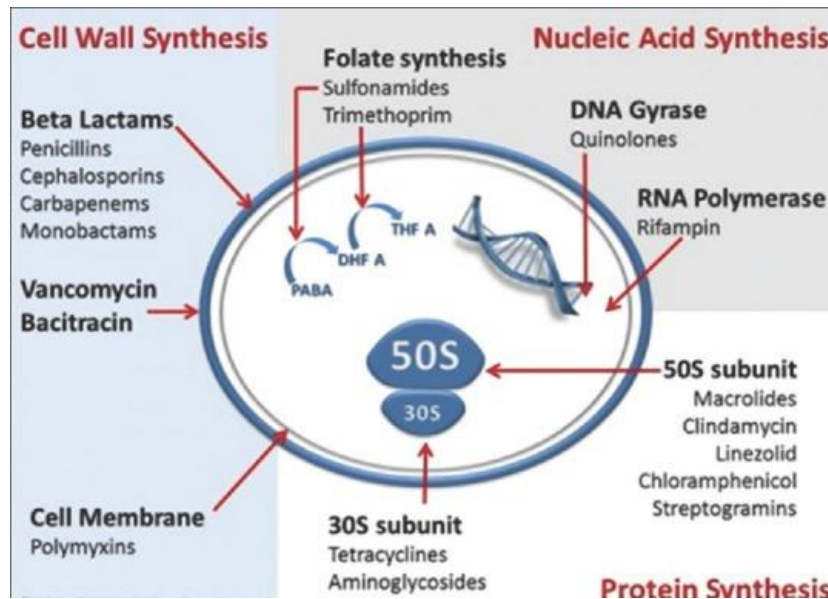 Cell Wall Synthesis
Nucleic Acid Synthesis
Folate synthesis
Sulfonamides
Trimethoprim
Beta Lactams
Penicillins
Cephalosporins
Carbapenems
Monobactams
DNA Gyrase
Quinolones
RNA Polymerase
Rifampin
THF A
DHF A
PABA
Vancomycin
Bacitracin
50S
30S
50S subunit
Macrolides
Clindamycin
Linezolid
Chloramphenicol
Streptogramins
Cell Membrane
Polymyxins
30S subunit
Tetracyclines
Aminoglycosides
Protein Synthesis